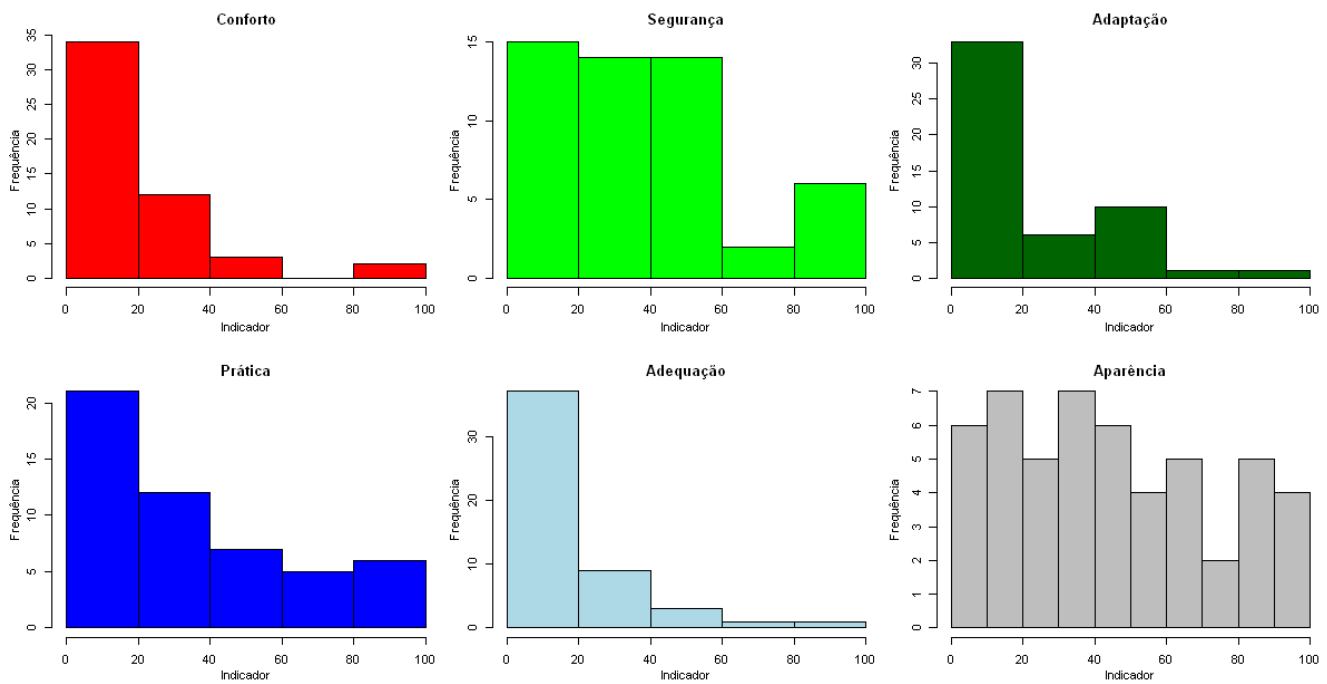 Conforto
Frequência
0 5 10 15 20 25 30 35
0 20 40 60 80 100
Indicador
Segurança
Frequência
0 5 10 15
0 20 40 60 80 100
Indicador
Adaptação
Frequência
0 5 10 15 20 25 30
0 20 40 60 80 100
Indicador
Prática
Frequência
0 5 10 15 20
0 20 40 60 80 100
Indicador
Adequação
Frequência
0 10 20 30
0 20 40 60 80 100
Indicador
Aparência
Frequência
0 1 2 3 4 5 6 7
0 20 40 60 80 100
Indicador